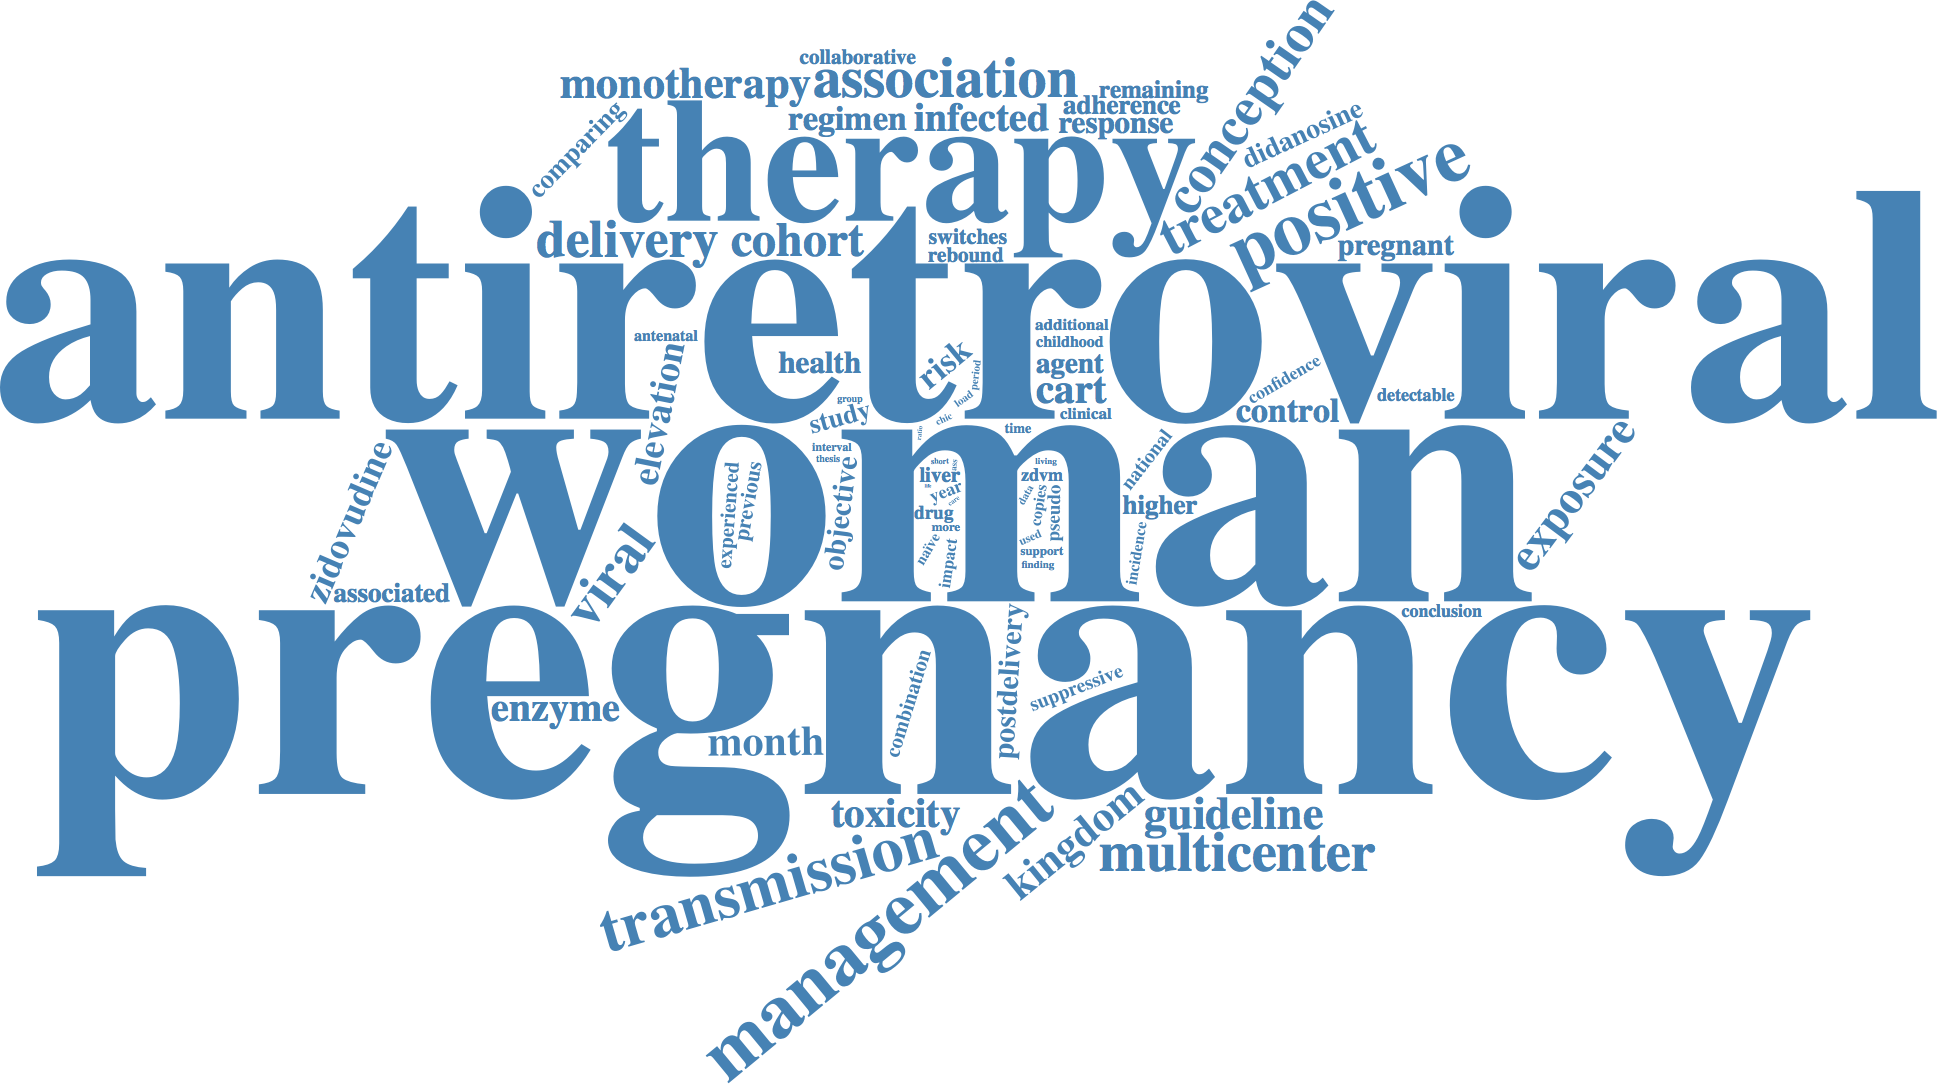 collaborative
monotherapy
association
remaining
adherence
conception
comparing
regimen
infected
response
didanosine
therapy
treatment
positive
delivery
cohort
switches
rebound
pregnant
antiretroviral
antenatal
elevation
health
risk
period
additional
childhood
agent
cart
clinical
confidence
control
detectable
group
study
load
chic
ratio
time
woman
interval
thesis
objective
experienced
previous
short
liver
year
care
drug
more
naïve
impact
living
zdvm
data
copies
pseudo
used
support
finding
national
higher
incidence
exposure
zidovudine
associated
viral
pregnancy
conclusion
enzyme
month
combination
postdelivery
suppressive
toxicity
transmission
management
kingdom
guideline
multicenter